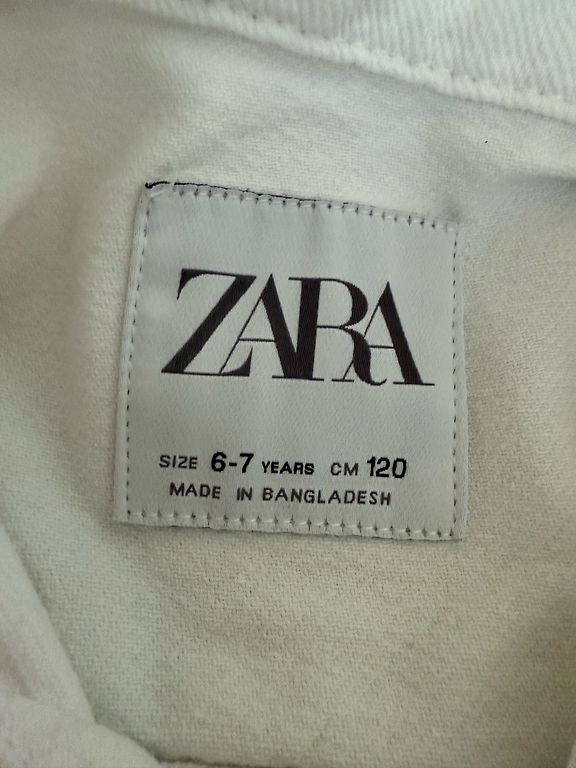 ZARA
SIZE 6-7 YEARS CM 120
MADE IN BANGLADESH